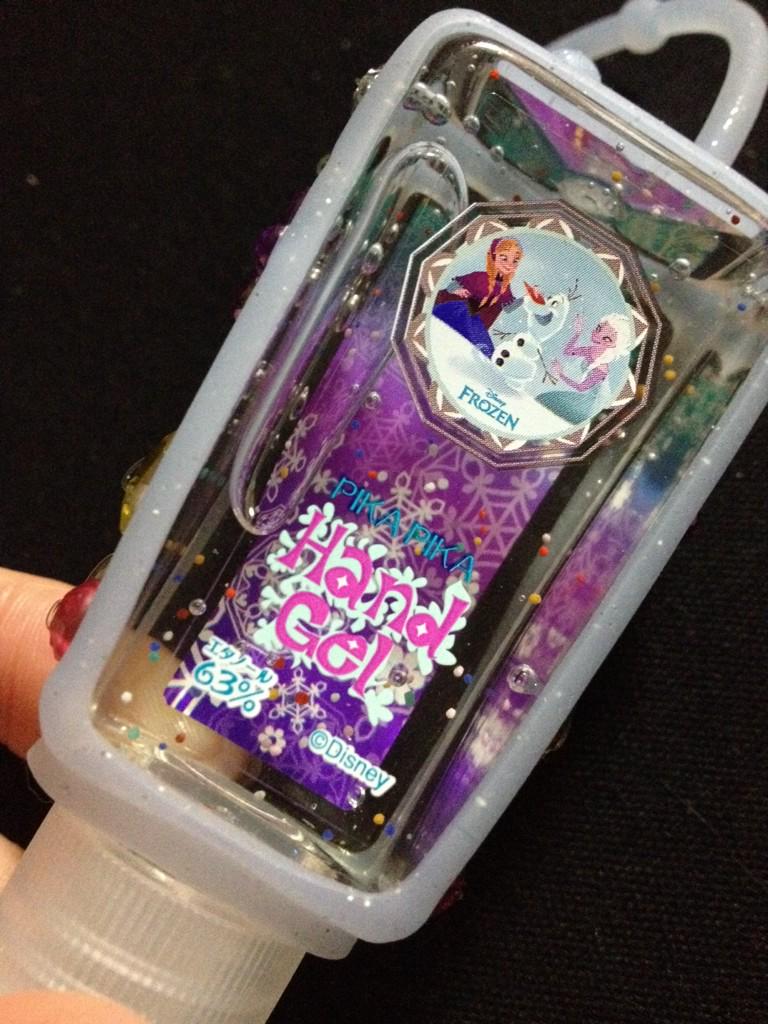 Disney
FROZEN
PIKA PIKA
Hand
Gel
エタノール
63%
©Disney